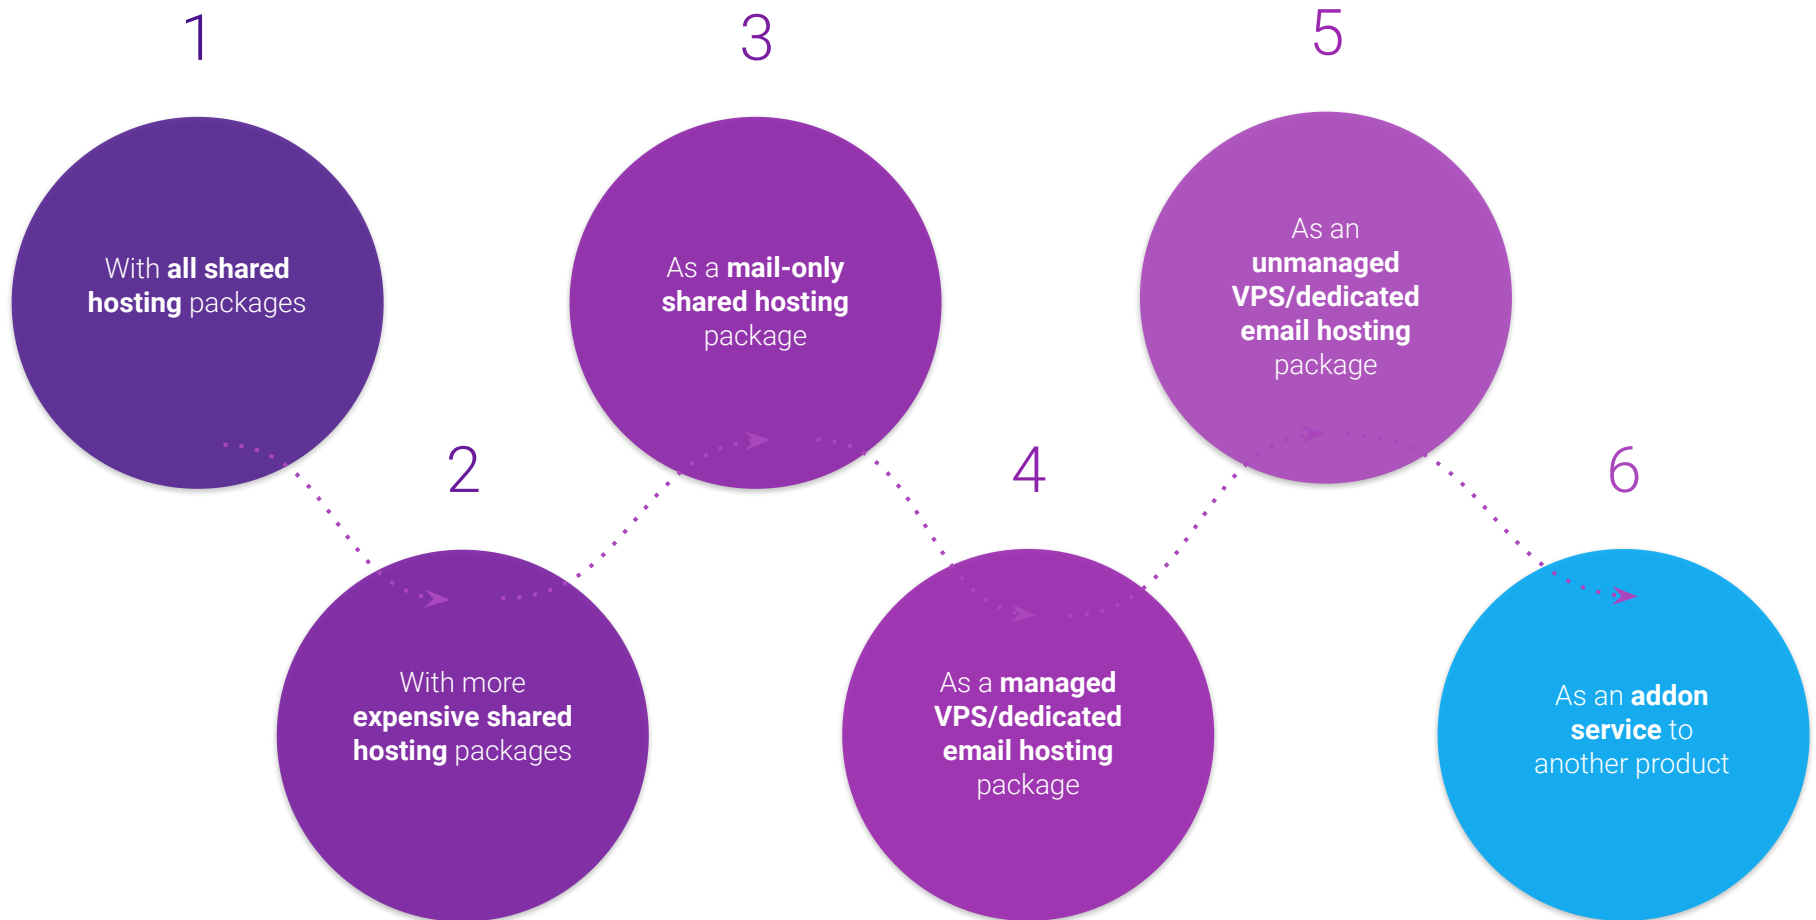 1
With all shared
hosting packages
2
With more
expensive shared
hosting packages
3
As a mail-only
shared hosting
package
4
As a managed
VPS/dedicated
email hosting
package
5
As an
unmanaged
VPS/dedicated
email hosting
package
6
As an addon
service to
another product